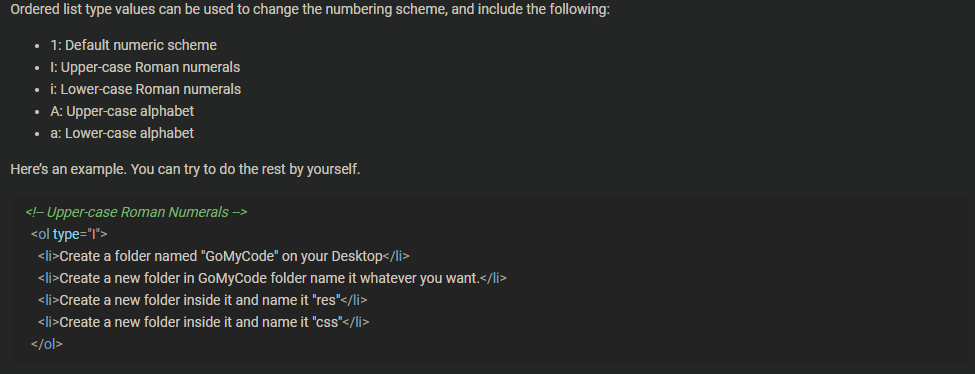 Ordered list type values can be used to change the numbering scheme, and include the following:
• 1: Default numeric scheme
• I: Upper-case Roman numerals
• i: Lower-case Roman numerals
• A: Upper-case alphabet
• a: Lower-case alphabet
Here’s an example. You can try to do the rest by yourself.
<!-- Upper-case Roman Numerals -->
<ol type="I">
<li>Create a folder named "GoMyCode" on your Desktop</li>
<li>Create a new folder in GoMyCode folder name it whatever you want.</li>
<li>Create a new folder inside it and name it "res"</li>
<li>Create a new folder inside it and name it "css"</li>
</ol>